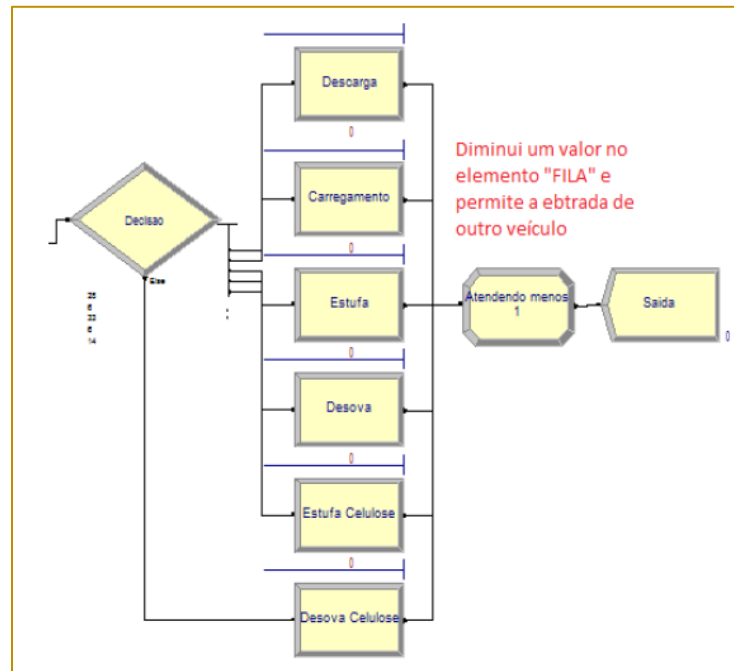 Descarga
0
Diminui um valor no
elemento "FILA" e
permite a ebtrada de
outro veículo
Carregamento
0
Decisao
Else
Estufa
0
Atendendo menos
1
Saida
0
Desova
0
Estufa Celulose
0
Desova Celulose